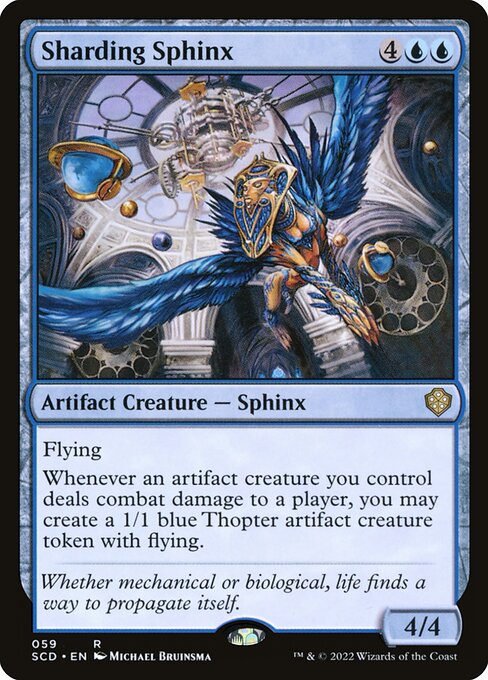 Sharding Sphinx 4
Artifact Creature — Sphinx
Flying
Whenever an artifact creature you control
deals combat damage to a player, you may
create a 1/1 blue Thopter artifact creature
token with flying.
Whether mechanical or biological, life finds a
way to propagate itself.
4/4
059 R
SCD • EN Michael Bruinsma
™ & © 2022 Wizards of the Coast